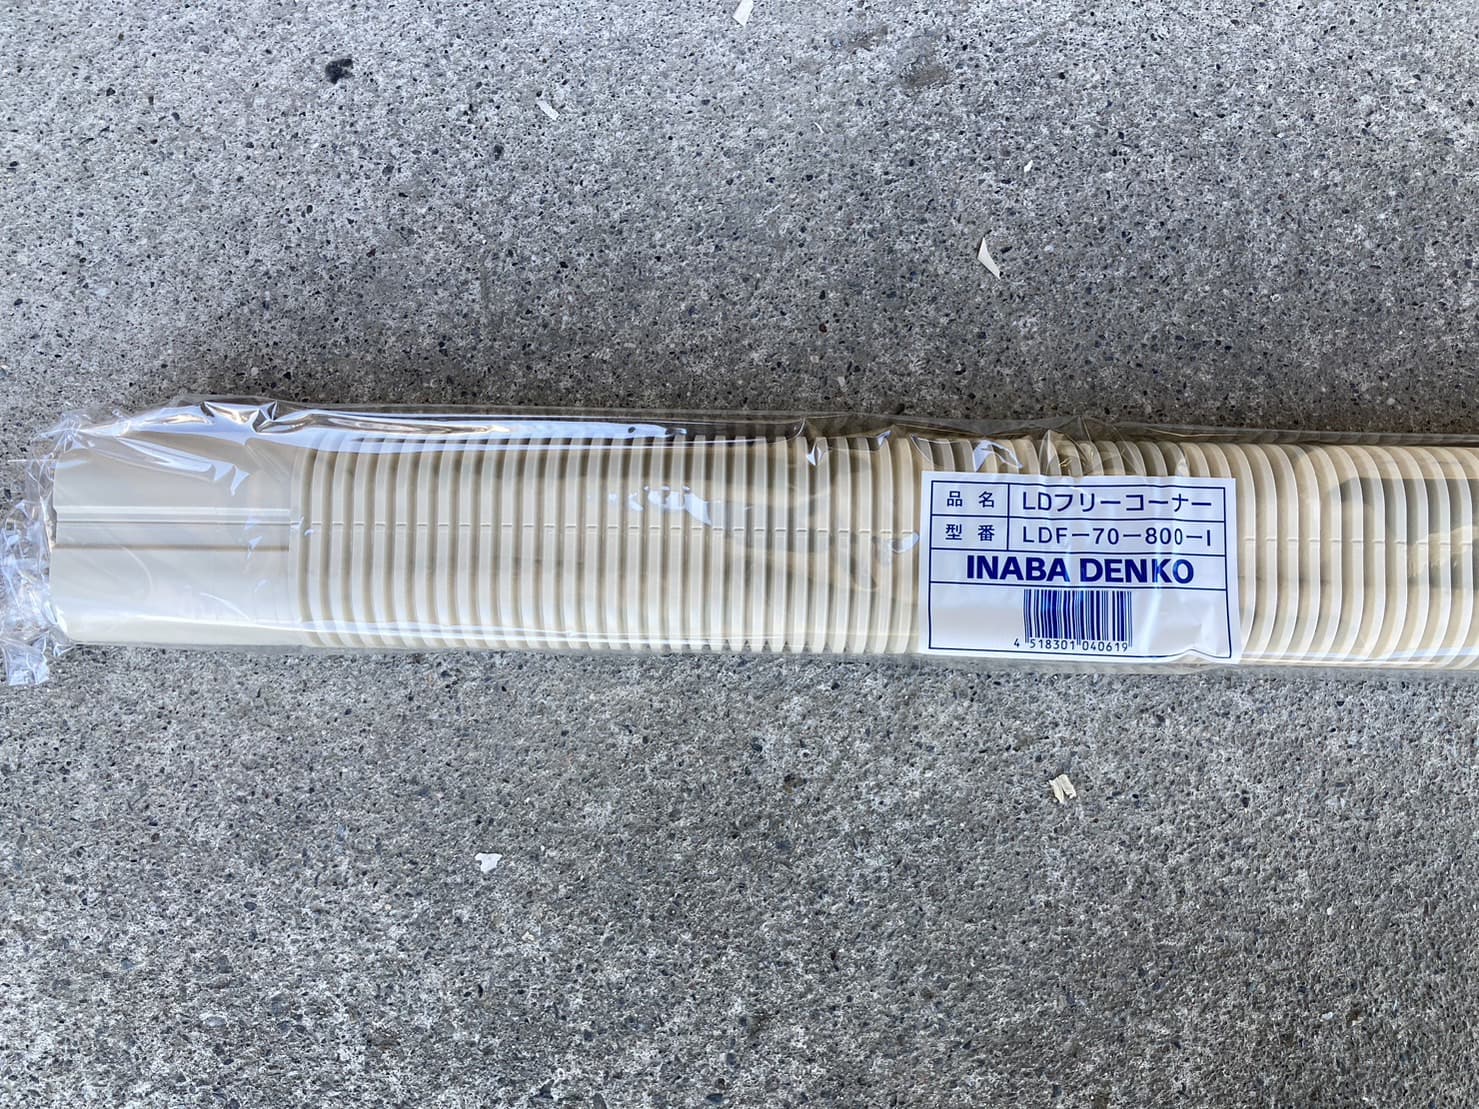 品名 LDフリーコーナー
型番 LDF-70-800-I
INABA DENKO
4 518301 040619